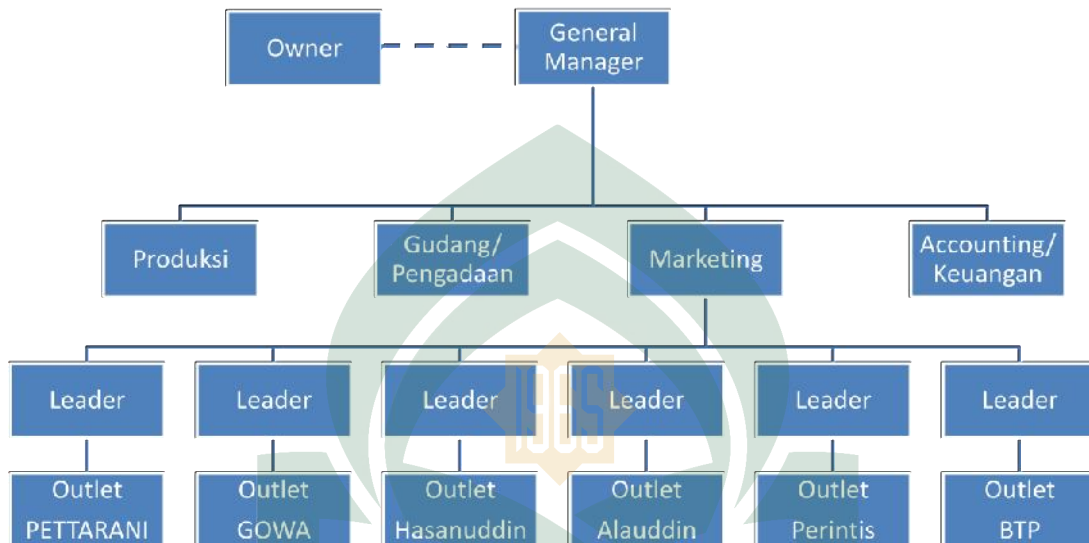 Owner
General
Manager
Produksi
Gudang/
Pengadaan
Marketing
Accounting/
Keuangan
Leader
Leader
Leader
Leader
Leader
Leader
Outlet
PETTARANI
Outlet
GOWA
Outlet
Hasanuddin
Outlet
Alauddin
Outlet
Perintis
Outlet
BTP
1965